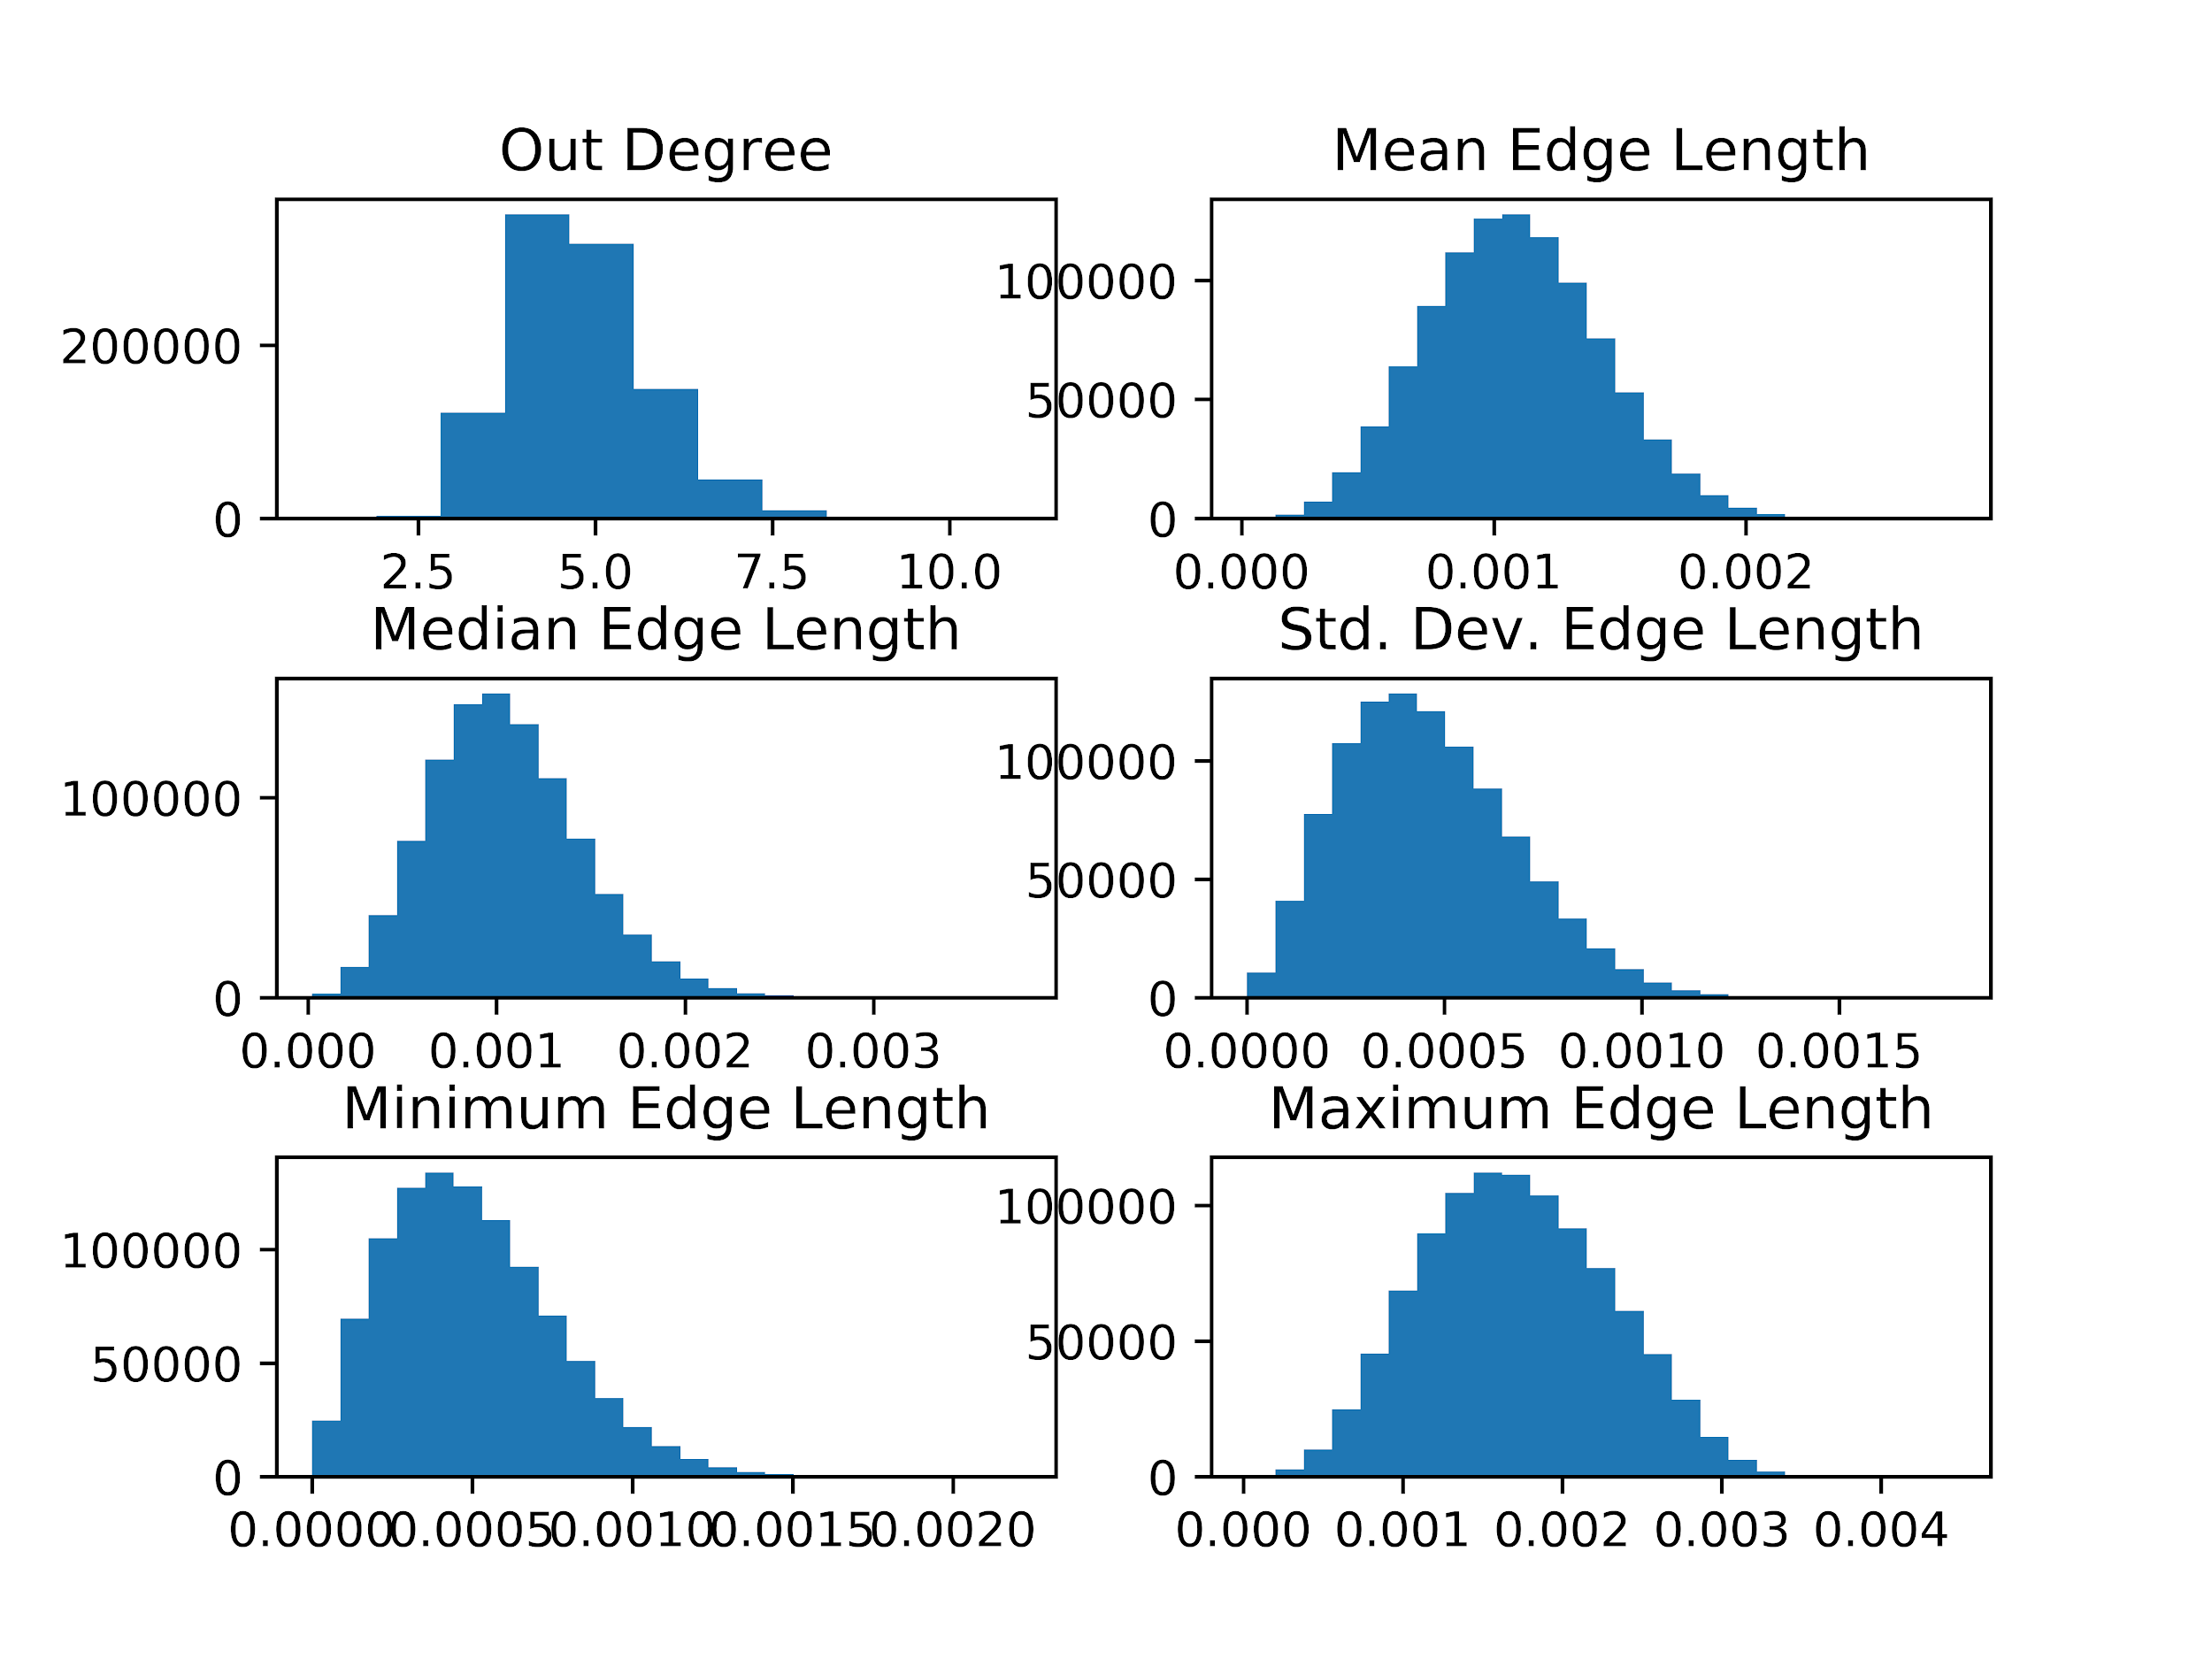 Out Degree
Mean Edge Length
200000
0
100000
50000
0
2.5 5.0 7.5 10.0
0.000 0.001 0.002
Median Edge Length
Std. Dev. Edge Length
100000
0
100000
50000
0
0.000 0.001 0.002 0.003
0.0000 0.0005 0.0010 0.0015
Minimum Edge Length
Maximum Edge Length
100000
50000
0
100000
50000
0
0.0000 0.0005 0.0010 0.0015 0.0020
0.000 0.001 0.002 0.003 0.004